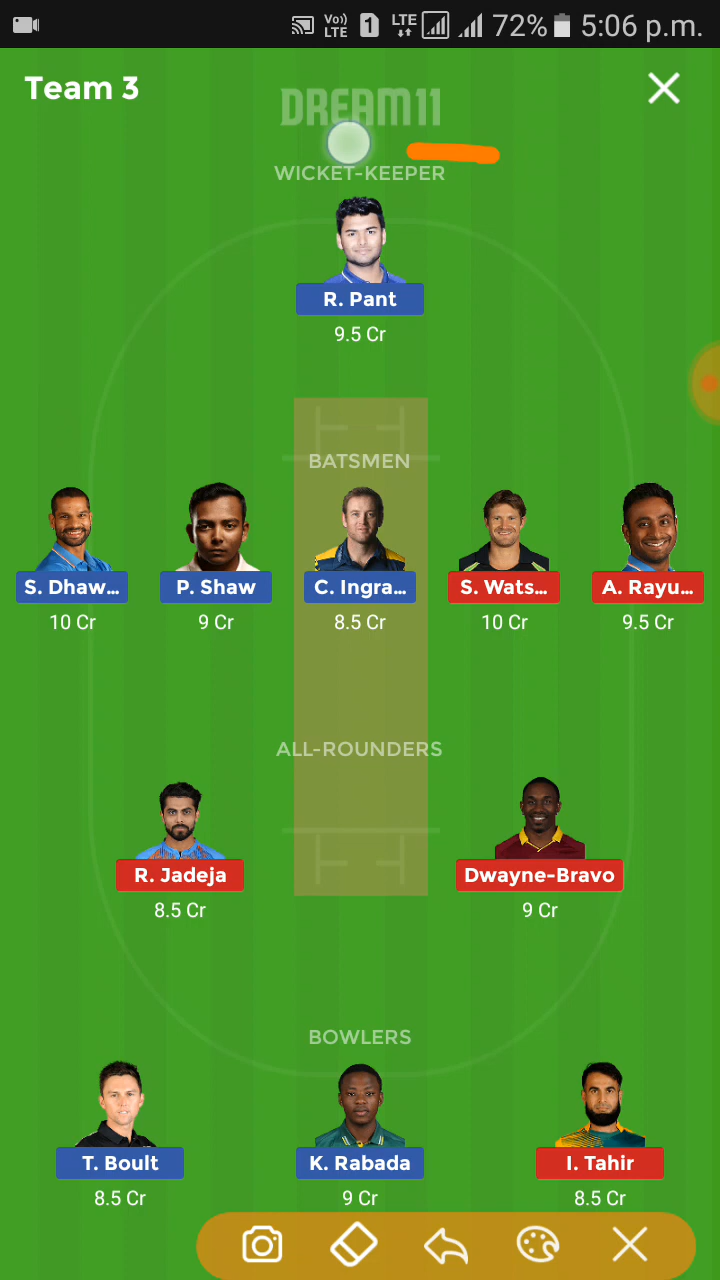 Vo)) LTE 1 LTE 72% 5:06 p.m.
Team 3
DREAM11
WICKET-KEEPER
R. Pant
9.5 Cr
BATSMEN
S. Dhaw... P. Shaw C. Ingra... S. Wats... A. Rayu...
10 Cr 9 Cr 8.5 Cr 10 Cr 9.5 Cr
ALL-ROUNDERS
R. Jadeja Dwayne-Bravo
8.5 Cr 9 Cr
BOWLERS
T. Boult K. Rabada I. Tahir
8.5 Cr 9 Cr 8.5 Cr